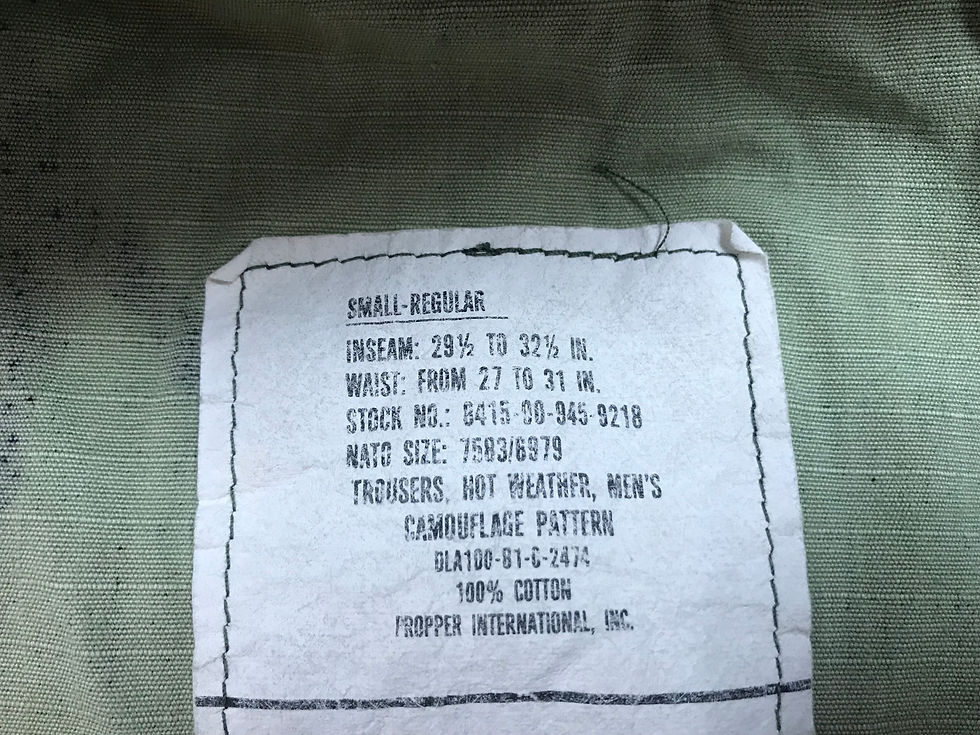 SMALL-REGULAR
INSEAM: 29½ TO 32½ IN.
WAIST: FROM 27 TO 31 IN.
STOCK NO.: 8415-00-945-9218
NATO SIZE: 7583/6979
TROUSERS, HOT WEATHER, MEN'S
CAMOUFLAGE PATTERN
DLA100-81-C-2474
100% COTTON
PROPPER INTERNATIONAL, INC.